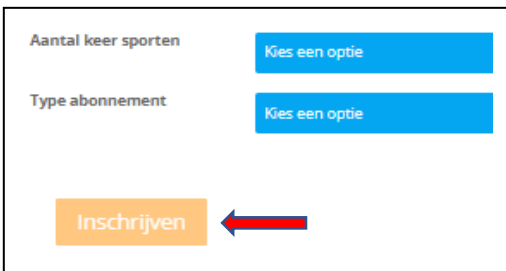 Aantal keer sporten
Kies een optie
Type abonnement
Kies een optie
Inschrijven